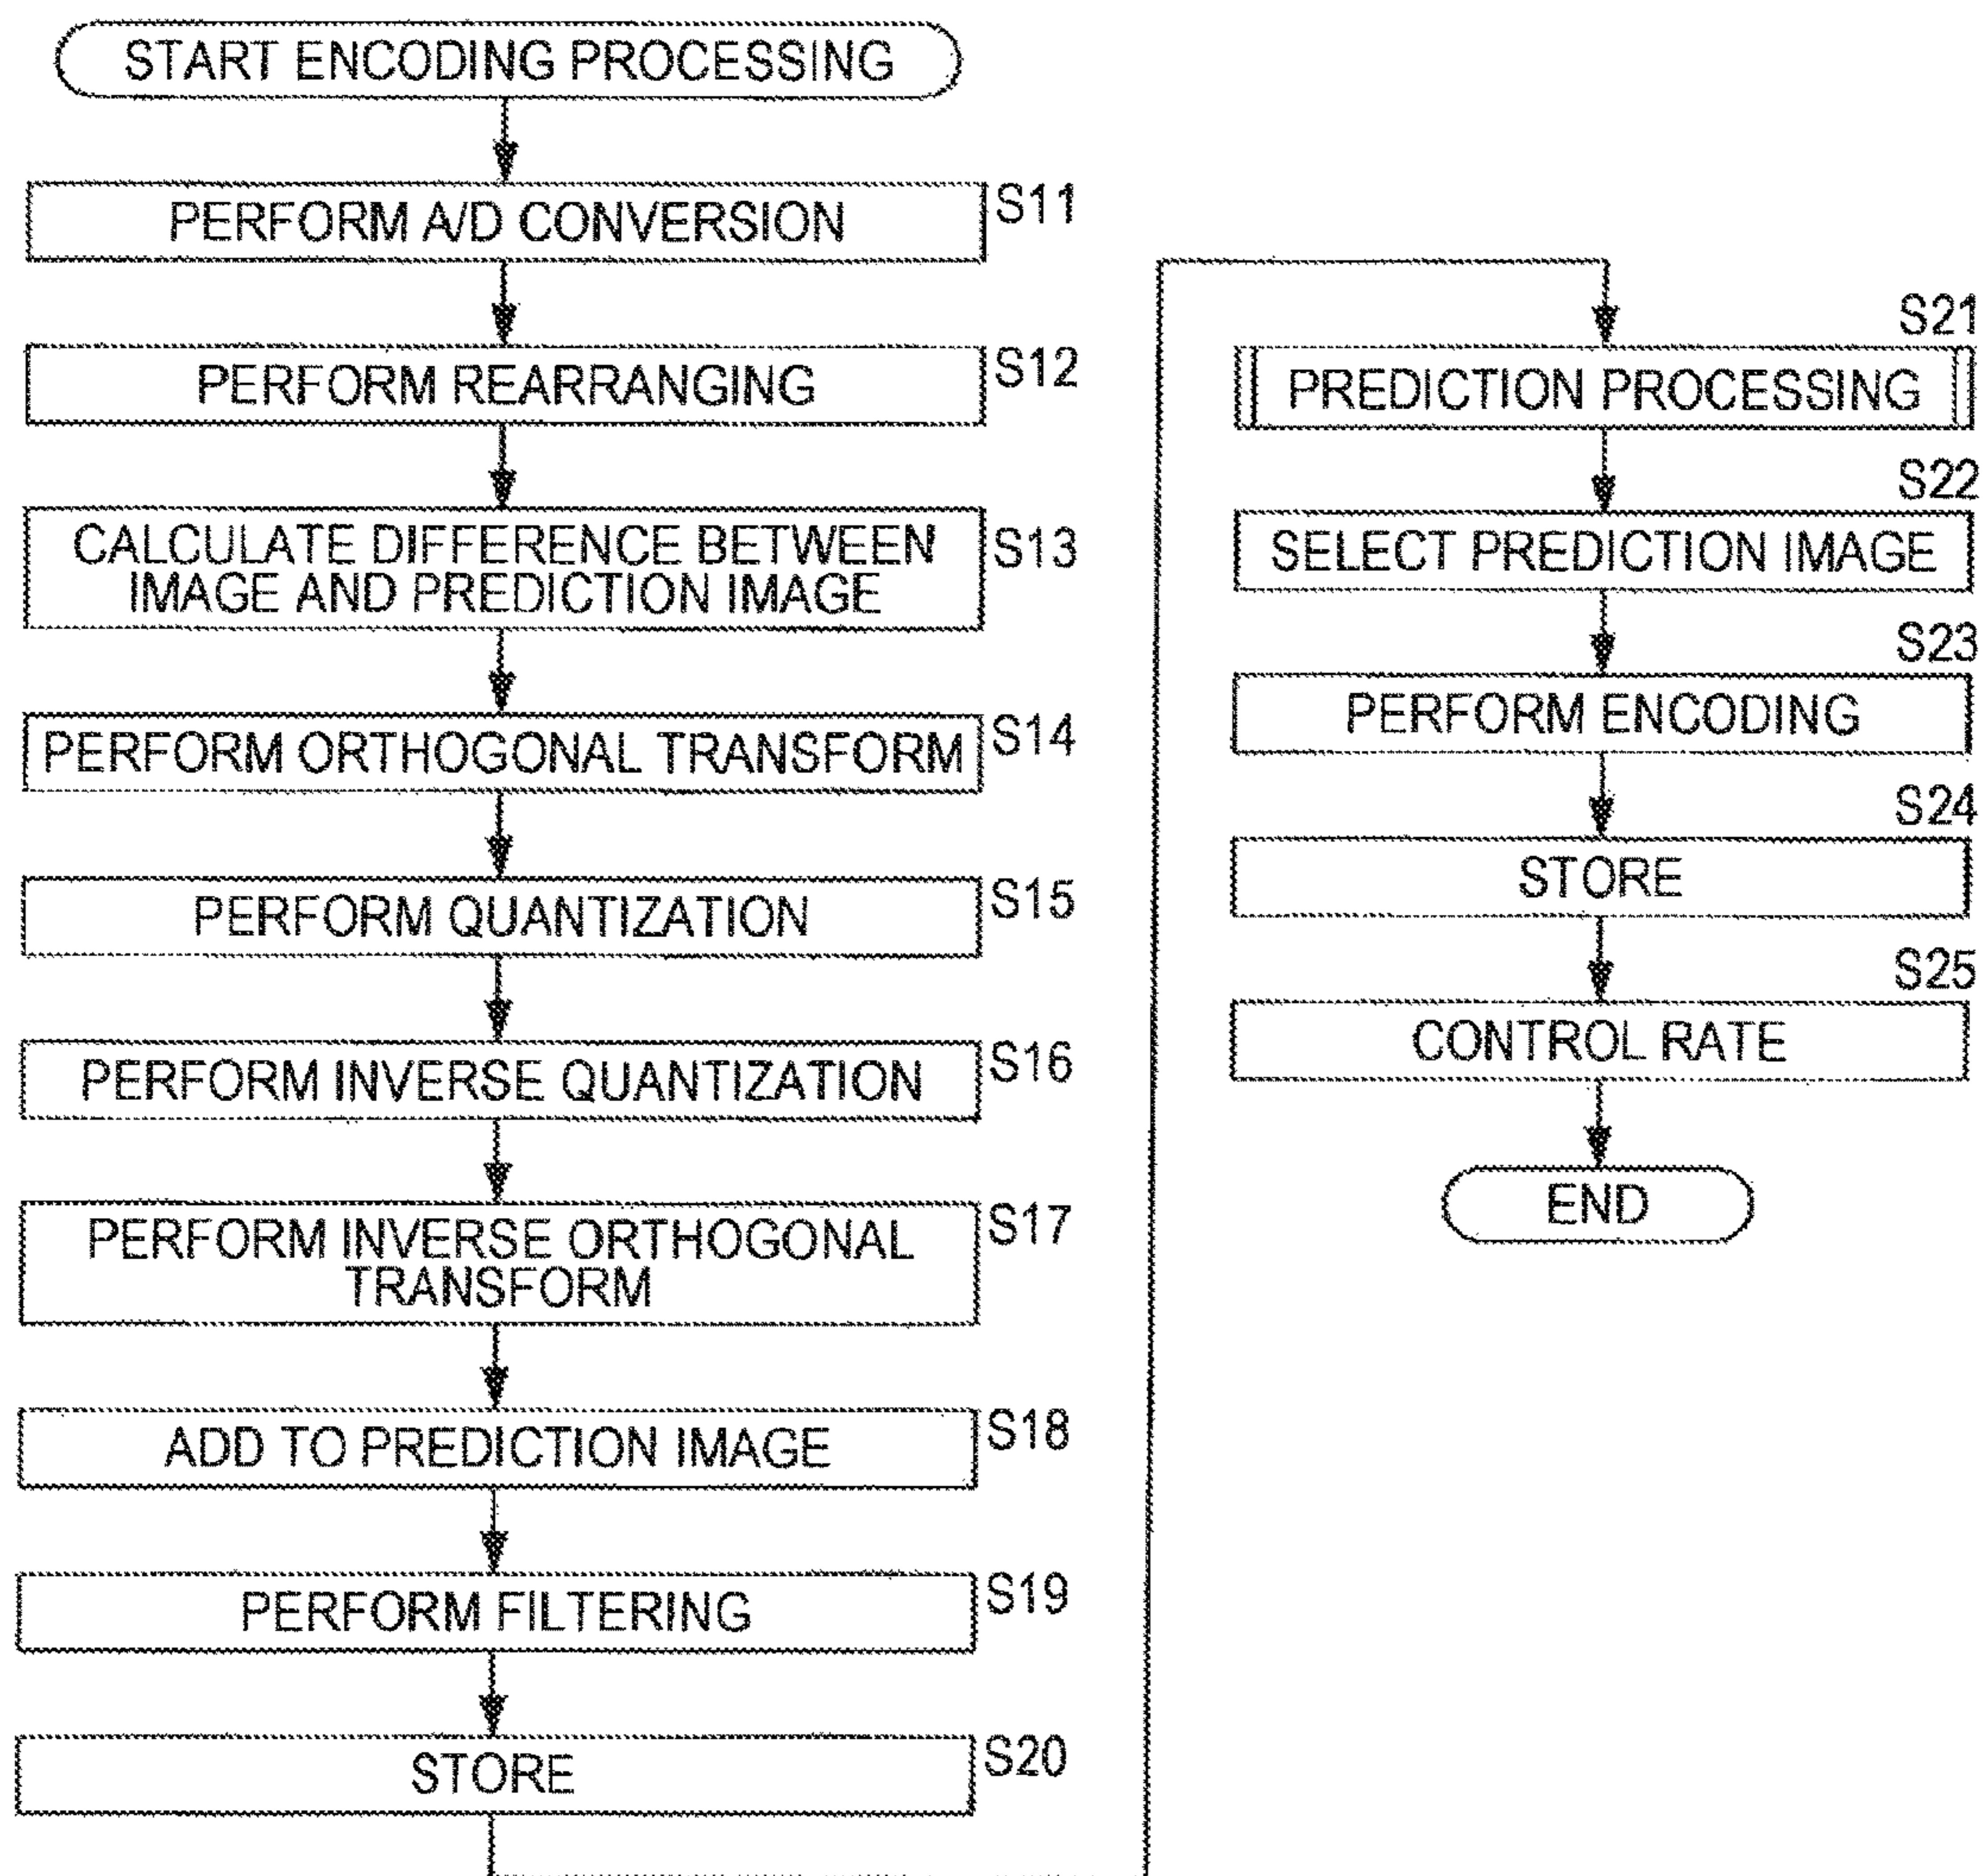 START ENCODING PROCESSING
PERFORM A/D CONVERSION
S11
PERFORM REARRANGING
S12
CALCULATE DIFFERENCE BETWEEN
IMAGE AND PREDICTION IMAGE
S13
PERFORM ORTHOGONAL TRANSFORM
S14
PERFORM QUANTIZATION
S15
PERFORM INVERSE QUANTIZATION
S16
PERFORM INVERSE ORTHOGONAL
TRANSFORM
S17
ADD TO PREDICTION IMAGE
S18
PERFORM FILTERING
S19
STORE
S20
S21
PREDICTION PROCESSING
S22
SELECT PREDICTION IMAGE
S23
PERFORM ENCODING
S24
STORE
S25
CONTROL RATE
END